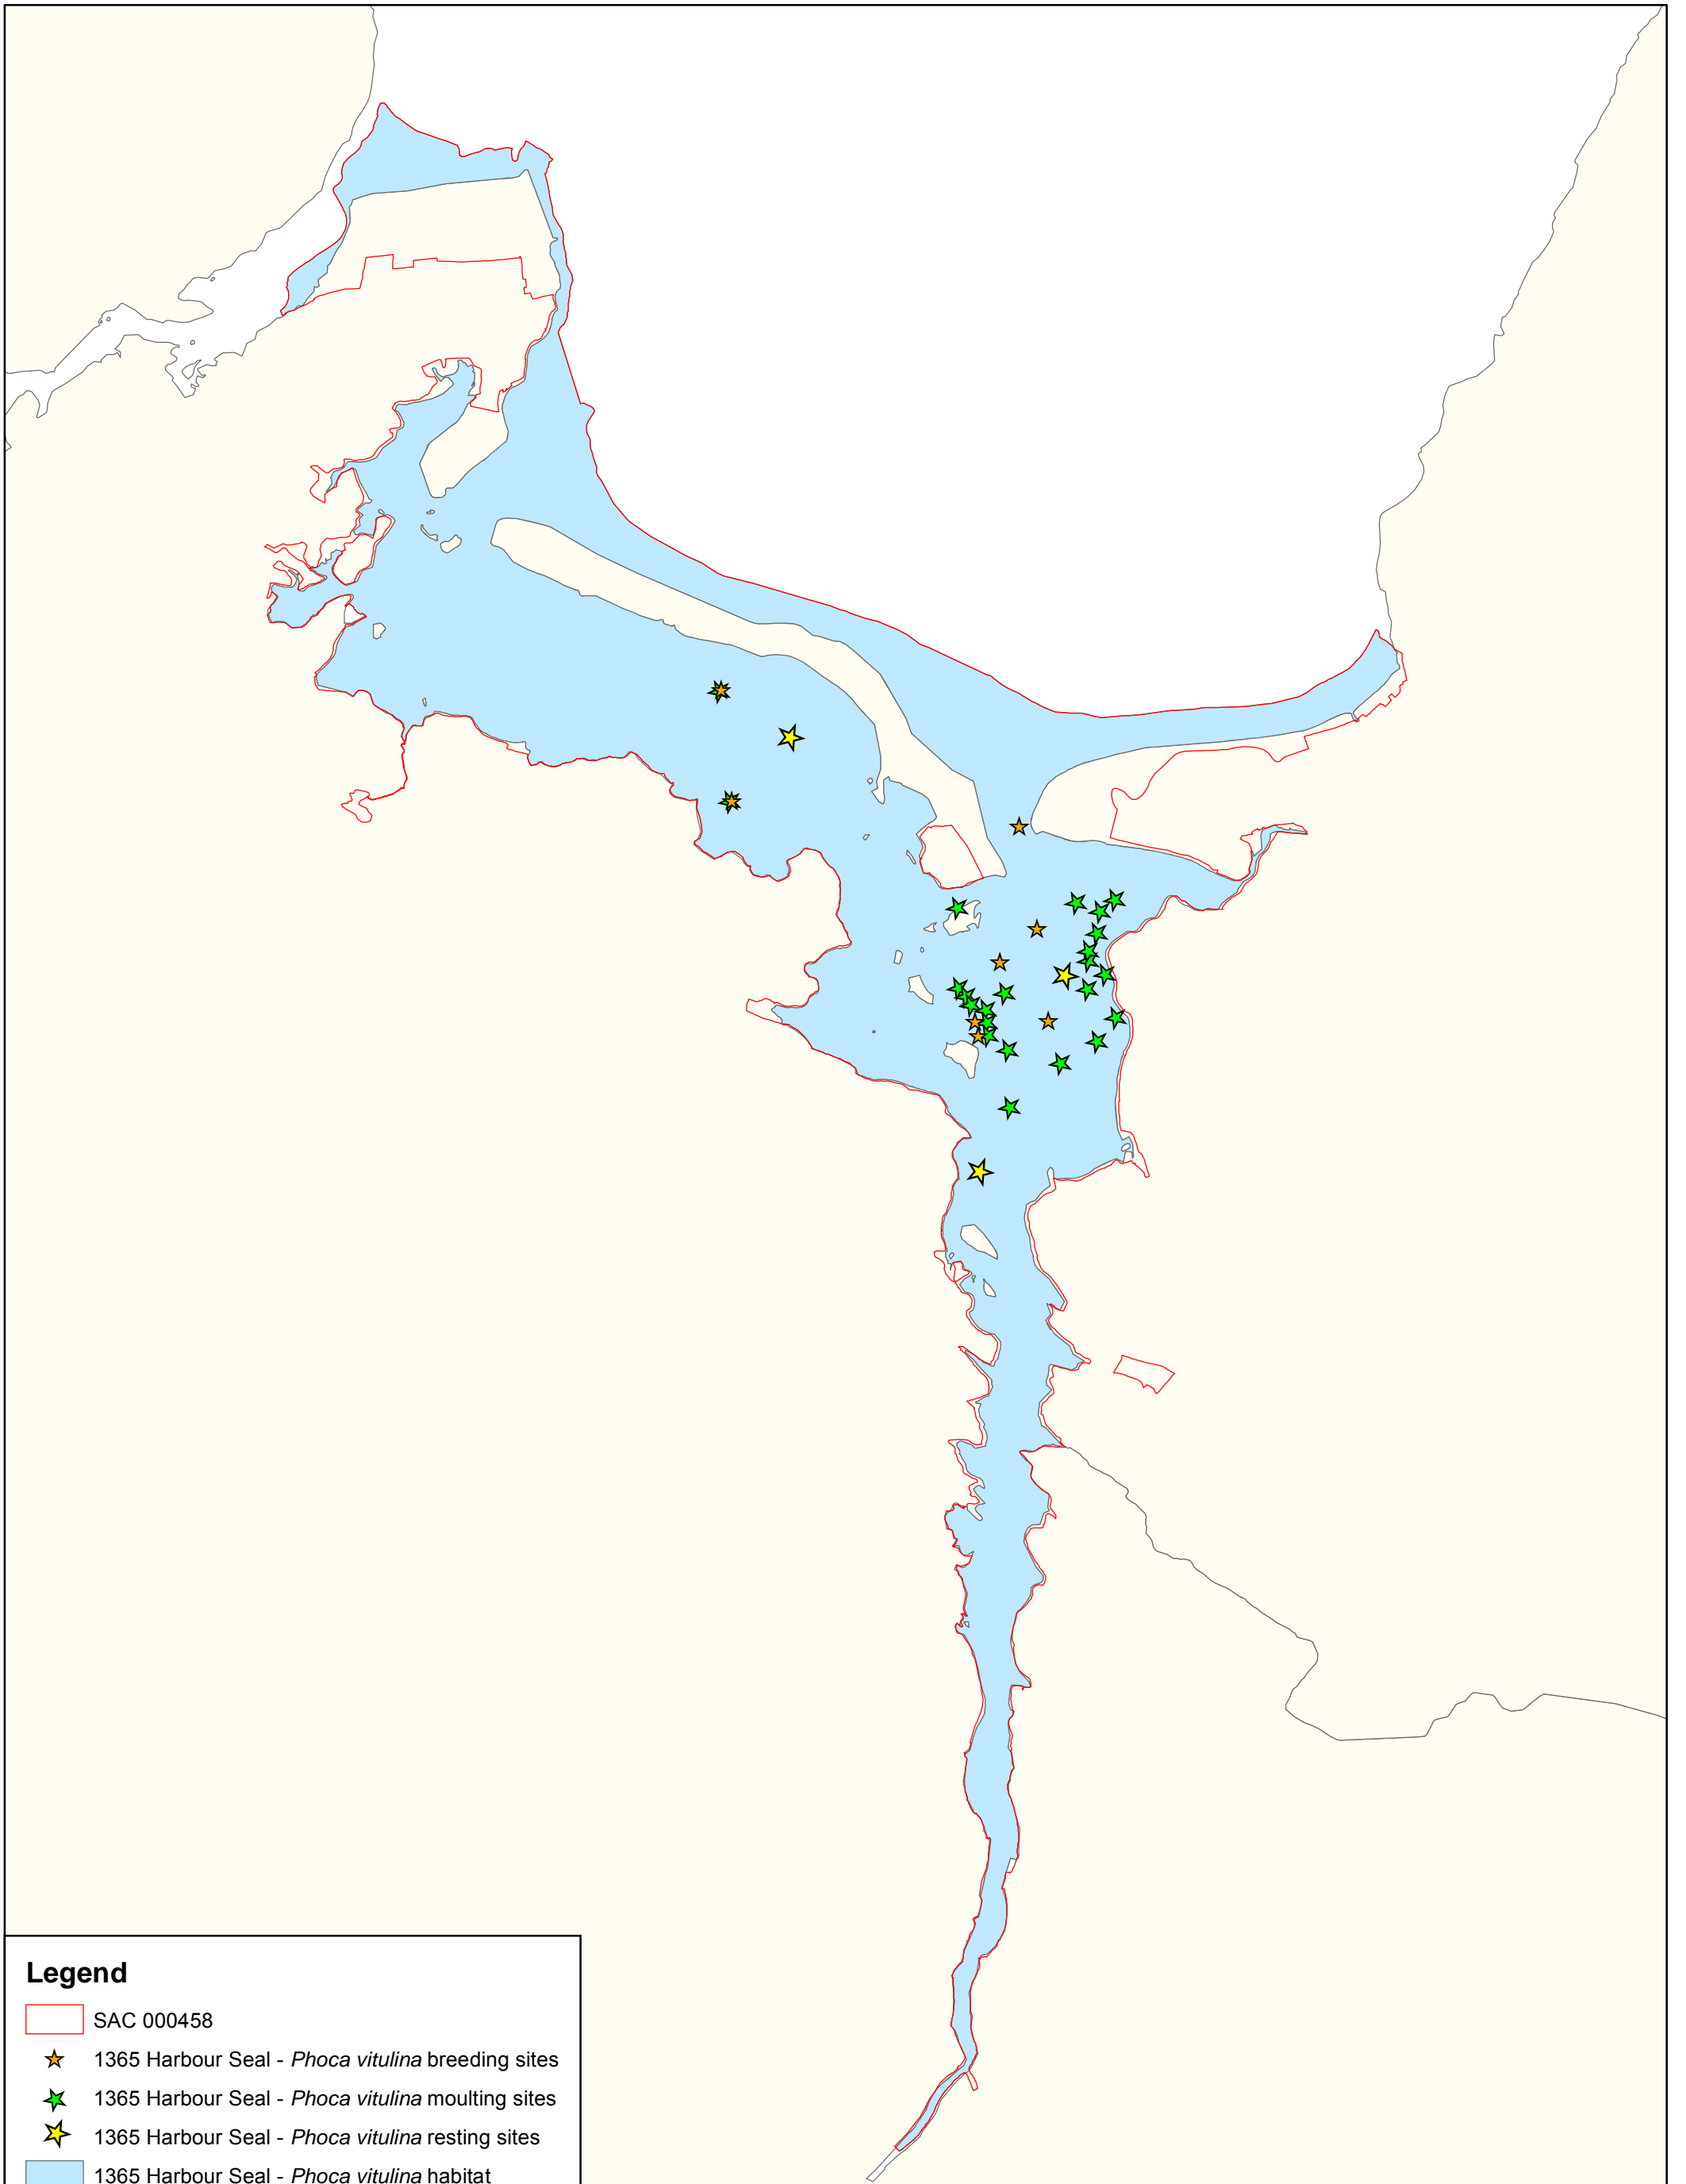 Legend
SAC 000458
1365 Harbour Seal - Phoca vitulina breeding sites
1365 Harbour Seal - Phoca vitulina moulting sites
1365 Harbour Seal - Phoca vitulina resting sites
1365 Harbour Seal - Phoca vitulina habitat